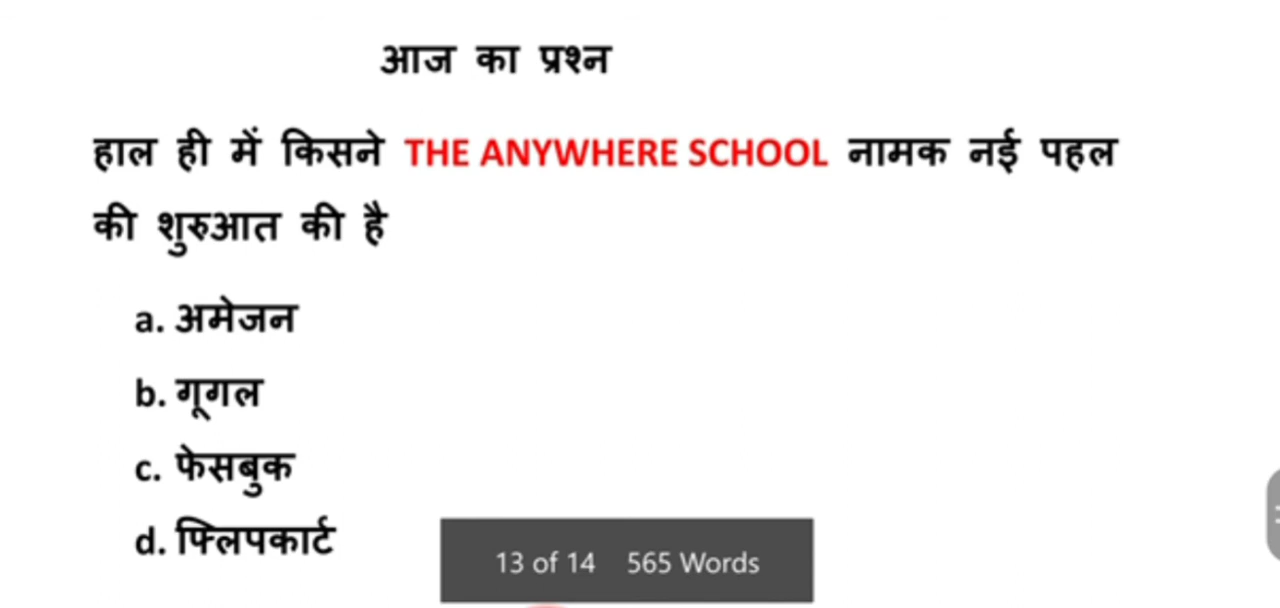 आज का प्रश्न
हाल ही में किसने THE ANYWHERE SCHOOL नामक नई पहल
की शुरुआत की है
a. अमेजन
b. गूगल
c. फेसबुक
d. फ्लिपकार्ट
13 of 14 565 Words